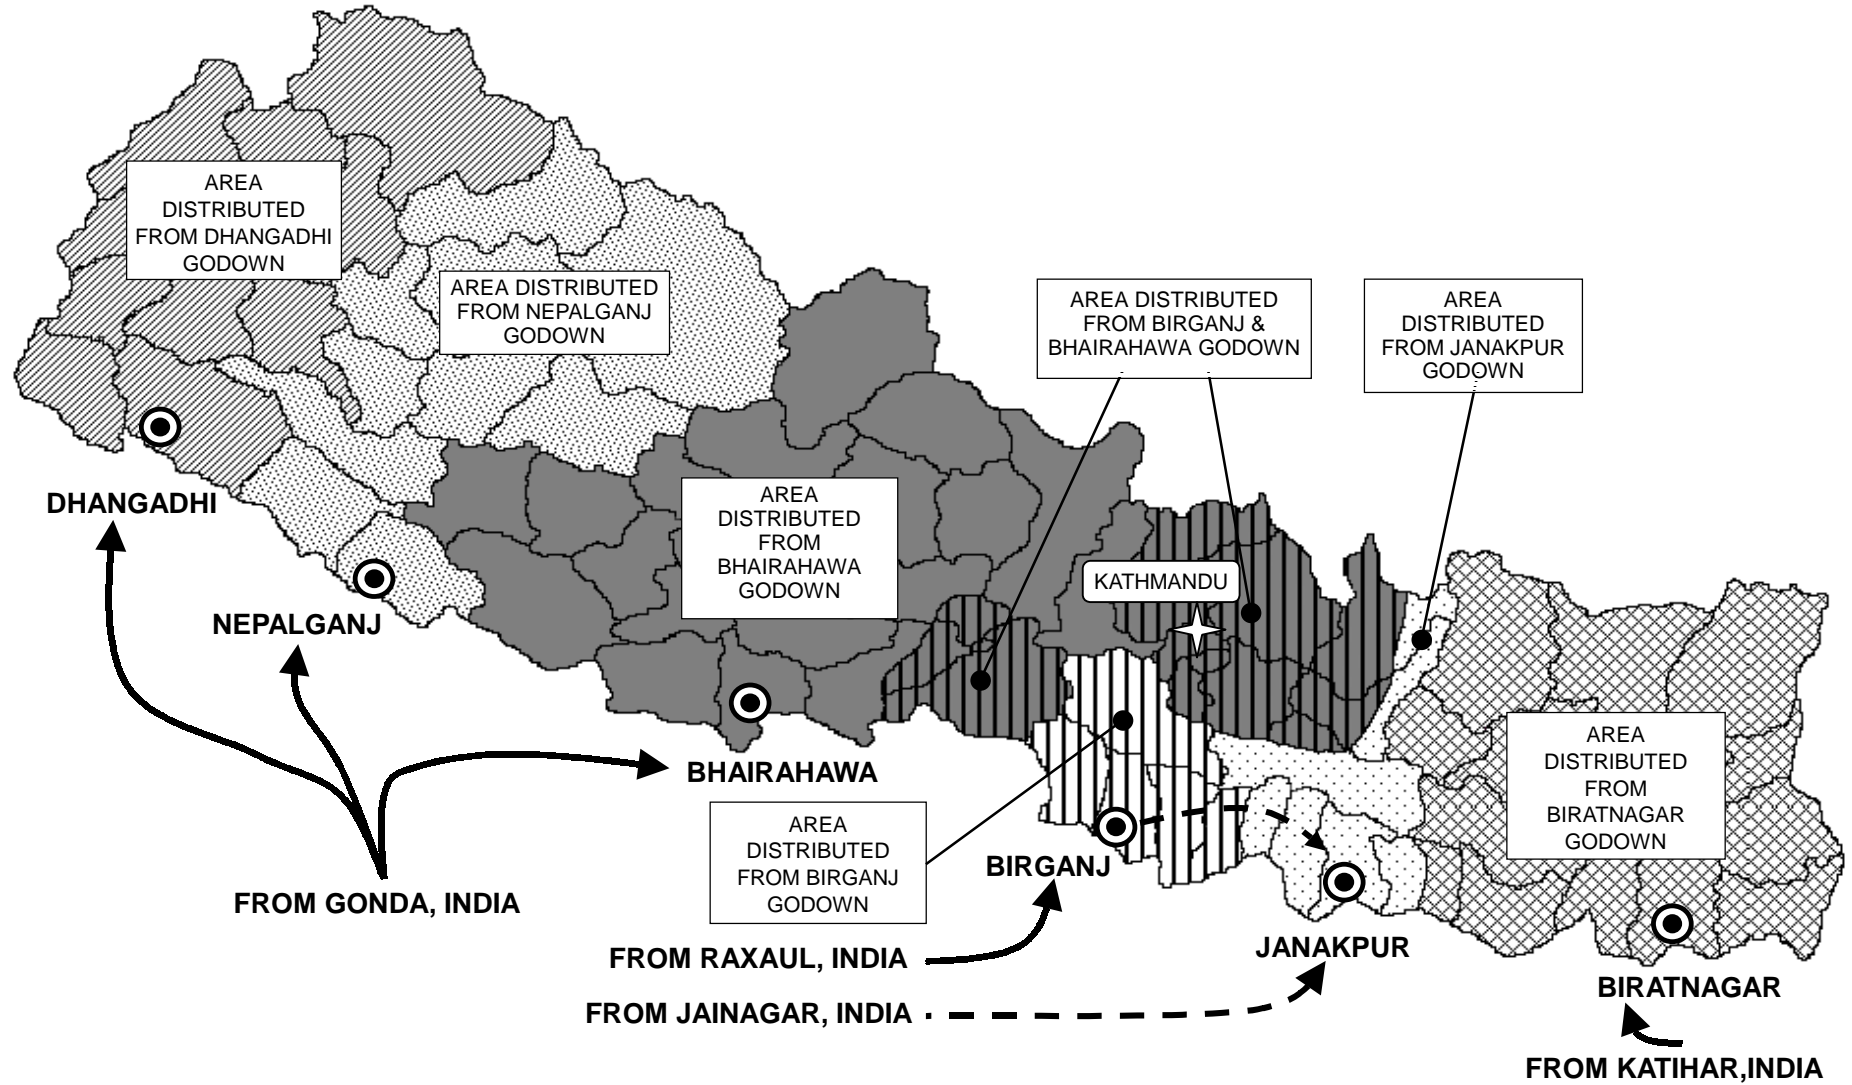 AREA
DISTRIBUTED
FROM DHANGADHI
GODOWN
AREA DISTRIBUTED
FROM NEPALGANJ
GODOWN
AREA DISTRIBUTED
FROM BIRGANJ &
BHAIRAHAWA GODOWN
AREA
DISTRIBUTED
FROM JANAKPUR
GODOWN
DHANGADHI
AREA
DISTRIBUTED
FROM
BHAIRAHAWA
GODOWN
KATHMANDU
NEPALGANJ
BHAIRAHAWA
AREA
DISTRIBUTED
FROM
BIRATNAGAR
GODOWN
AREA
DISTRIBUTED
FROM BIRGANJ
GODOWN
BIRGANJ
FROM GONDA, INDIA
FROM RAXAUL, INDIA
JANAKPUR
BIRATNAGAR
FROM JAINAGAR, INDIA
FROM KATIHAR,INDIA